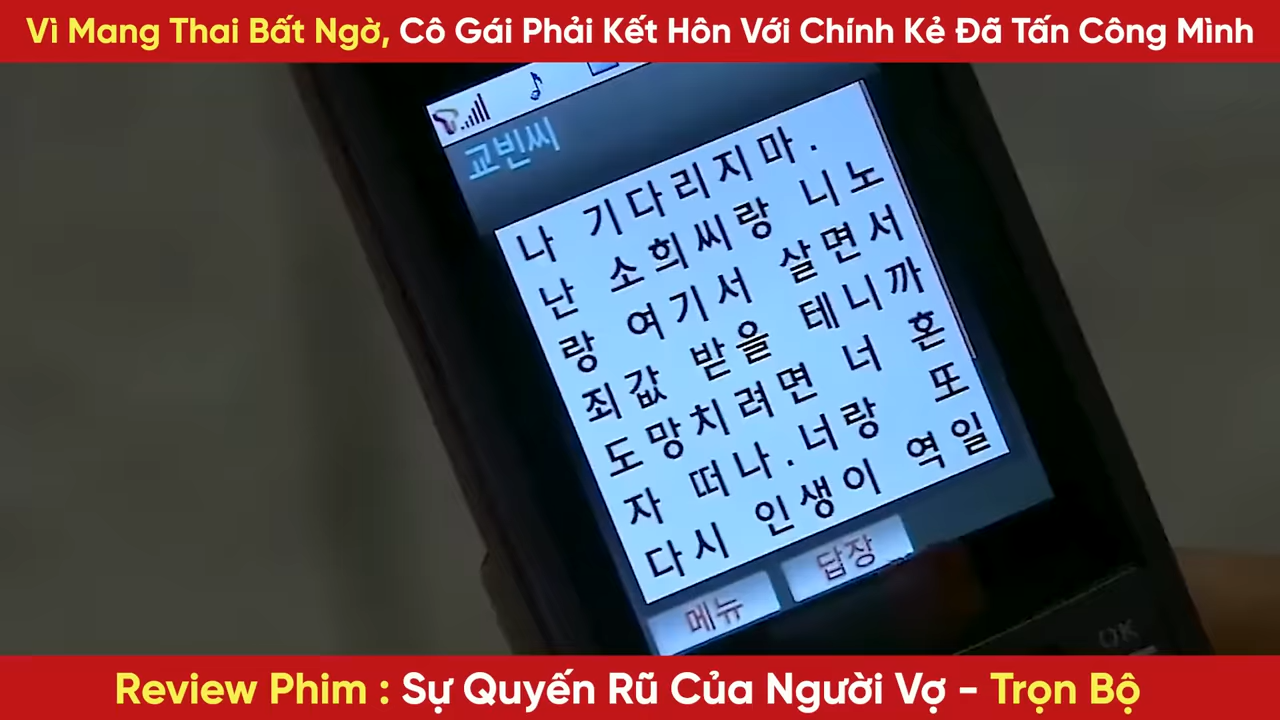 Vì Mang Thai Bất Ngờ, Cô Gái Phải Kết Hôn Với Chính Kẻ Đã Tấn Công Mình
교빈씨
나 기다리지마.
난 소희씨랑 니노
랑 여기서 살면서
죄값 받을 테니까
도망치려면 너 혼
자 떠나.너랑 또
다시 인생이 역일
메뉴 답장
OK
Review Phim : Sự Quyến Rũ Của Người Vợ - Trọn Bộ